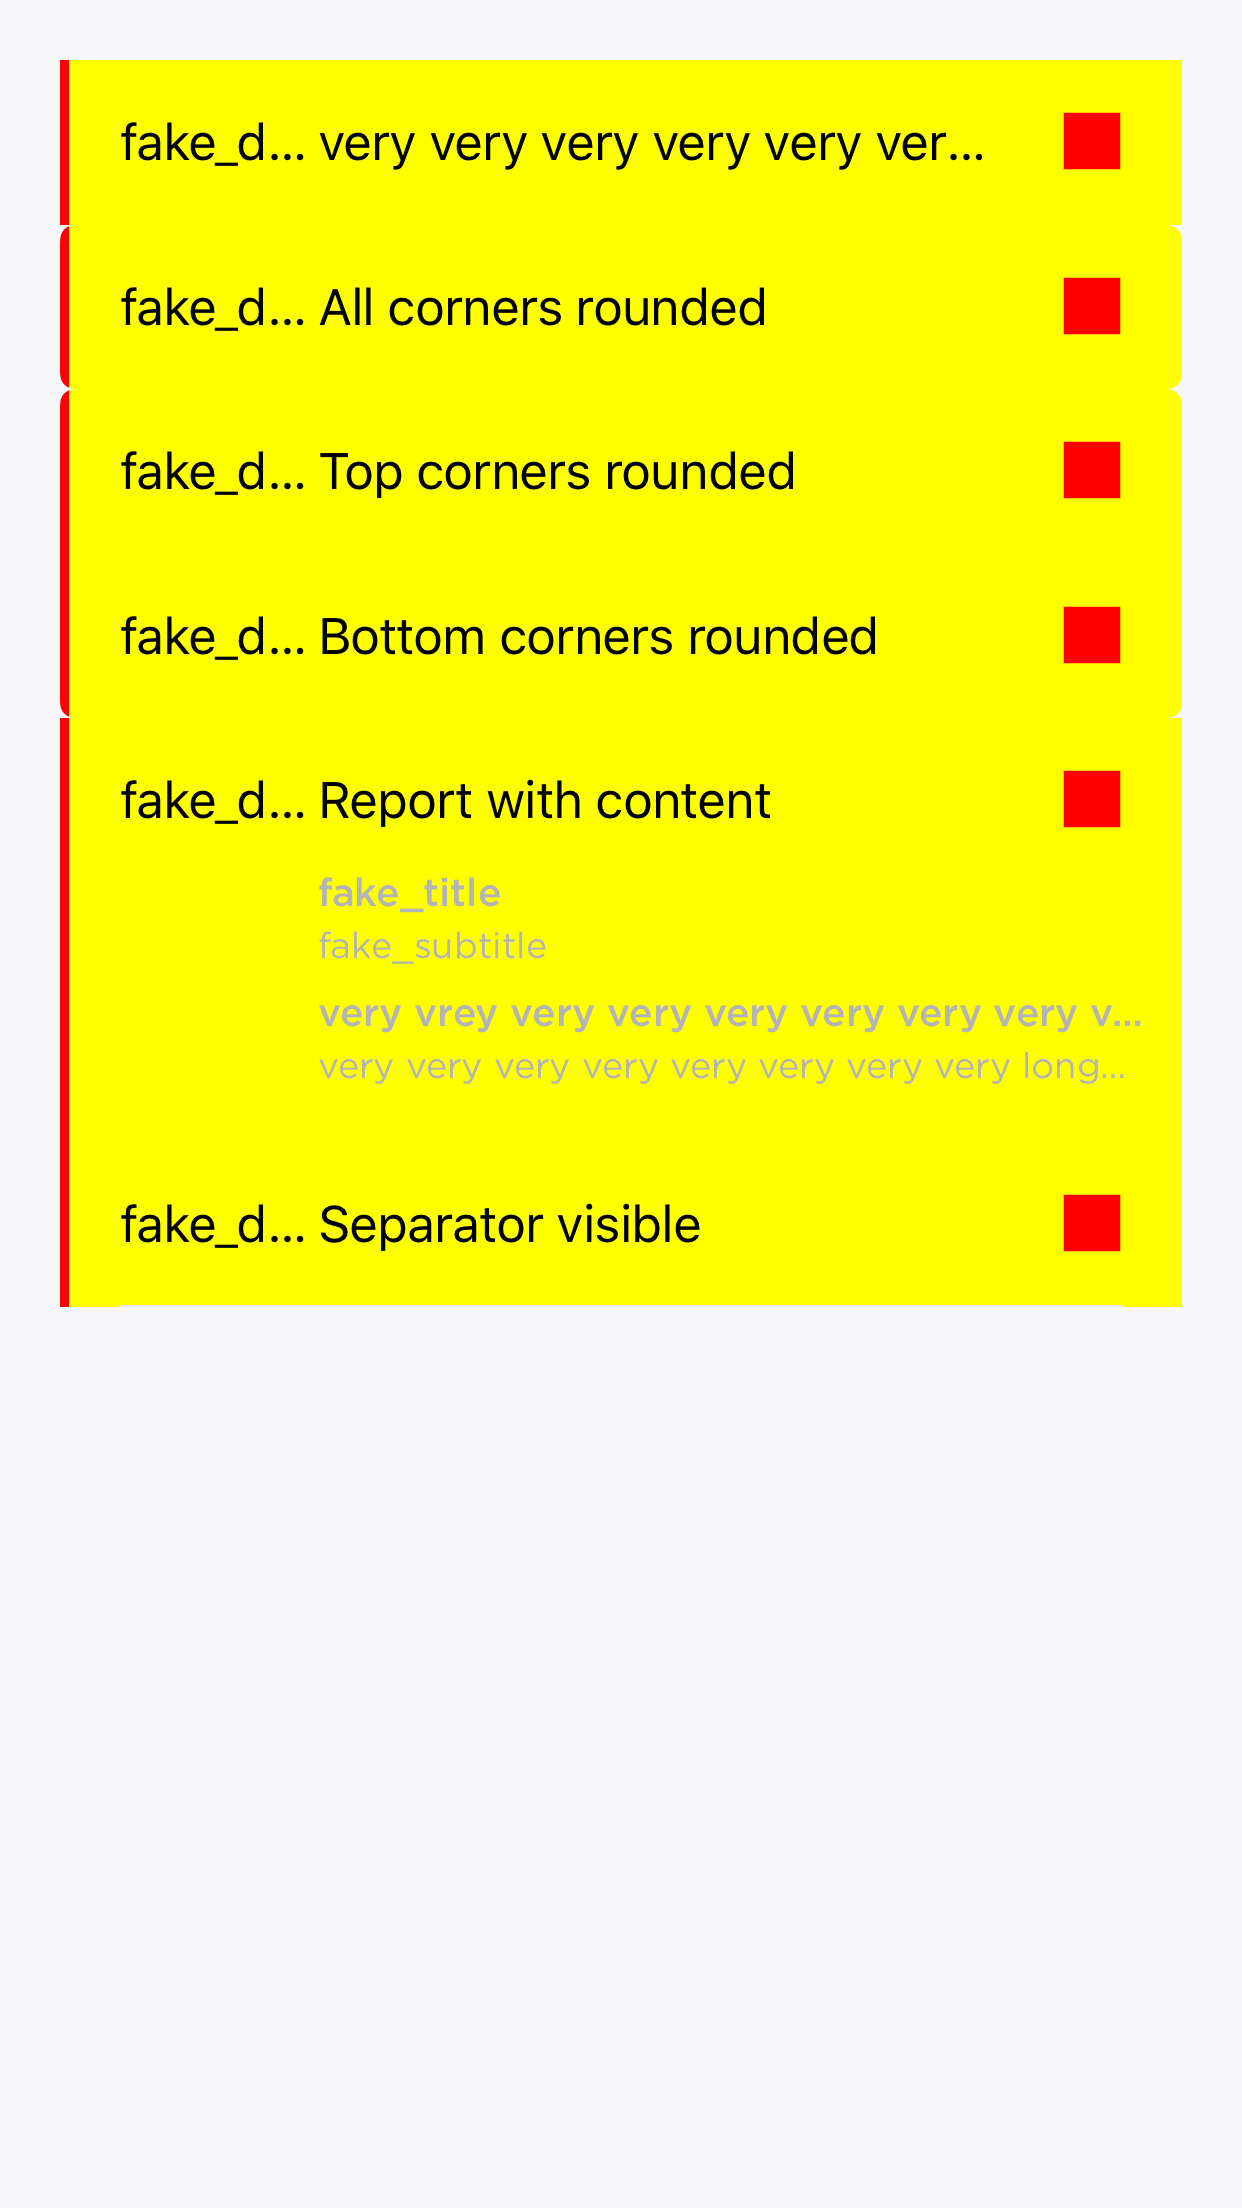 fake_d... very very very very very ver...
fake_d... All corners rounded
fake_d... Top corners rounded
fake_d... Bottom corners rounded
fake_d... Report with content
fake_title
fake_subtitle
very vrey very very very very very very v...
very very very very very very very very long...
fake_d... Separator visible